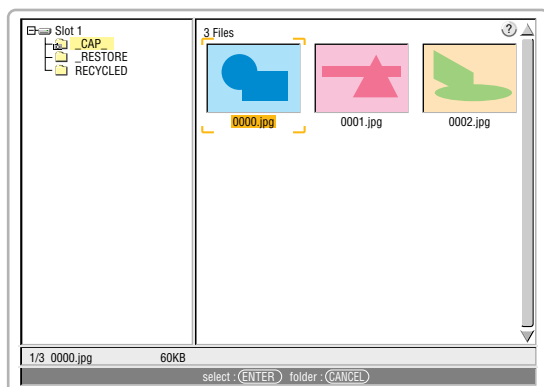 Slot 1
_CAP_
_RESTORE
RECYCLED
3 Files
?
0000.jpg 0001.jpg 0002.jpg
1/3 0000.jpg 60KB
select : ENTER folder : CANCEL